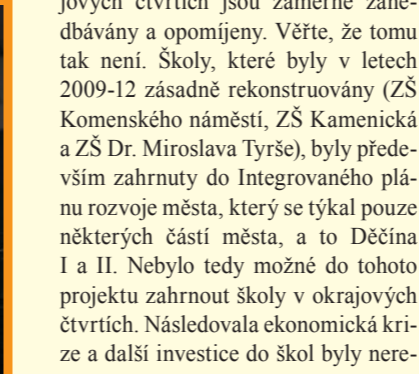 jových čtvrtích jsou záměrně zane-
dbávány a opomíjeny. Věřte, že tomu
tak není. Školy, které byly v letech
2009-12 zásadně rekonstruovány (ZŠ
Komenského náměstí, ZŠ Kamenická
a ZŠ Dr. Miroslava Tyrše), byly přede-
vším zahrnuty do Integrovaného plá-
nu rozvoje města, který se týkal pouze
některých částí města, a to Děčína
I a II. Nebylo tedy možné do tohoto
projektu zahrnout školy v okrajových
čtvrtích. Následovala ekonomická kri-
ze a další investice do škol byly nere-